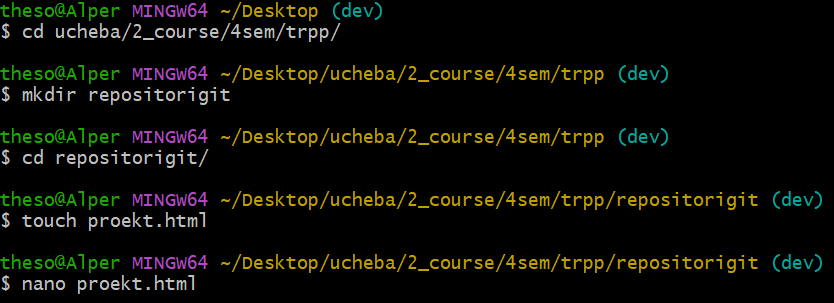 theso@Alper MINGW64 ~/Desktop (dev)
$ cd ucheba/2_course/4sem/trpp/
theso@Alper MINGW64 ~/Desktop/ucheba/2_course/4sem/trpp (dev)
$ mkdir repositorigit
theso@Alper MINGW64 ~/Desktop/ucheba/2_course/4sem/trpp (dev)
$ cd repositorigit/
theso@Alper MINGW64 ~/Desktop/ucheba/2_course/4sem/trpp/repositorigit (dev)
$ touch proekt.html
theso@Alper MINGW64 ~/Desktop/ucheba/2_course/4sem/trpp/repositorigit (dev)
$ nano proekt.html